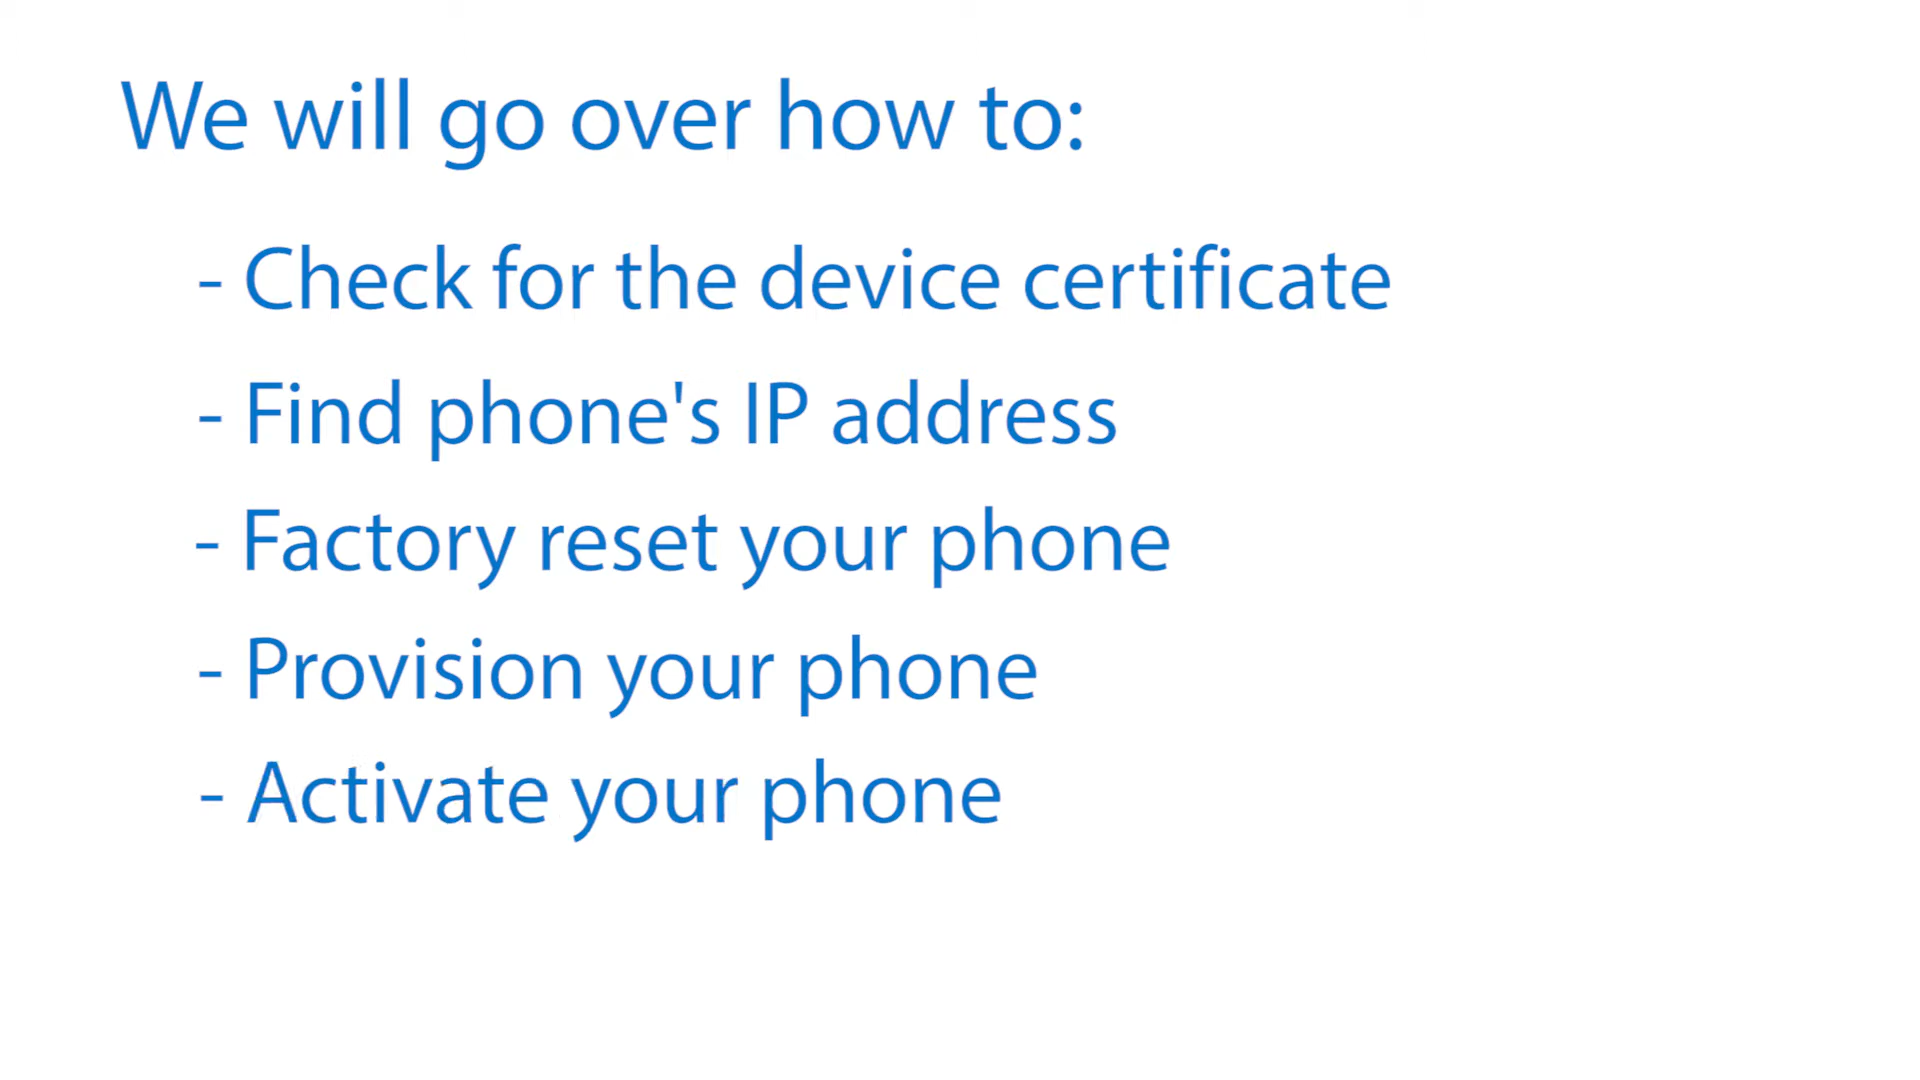 We will go over how to:
- Check for the device certificate
- Find phone's IP address
- Factory reset your phone
- Provision your phone
- Activate your phone